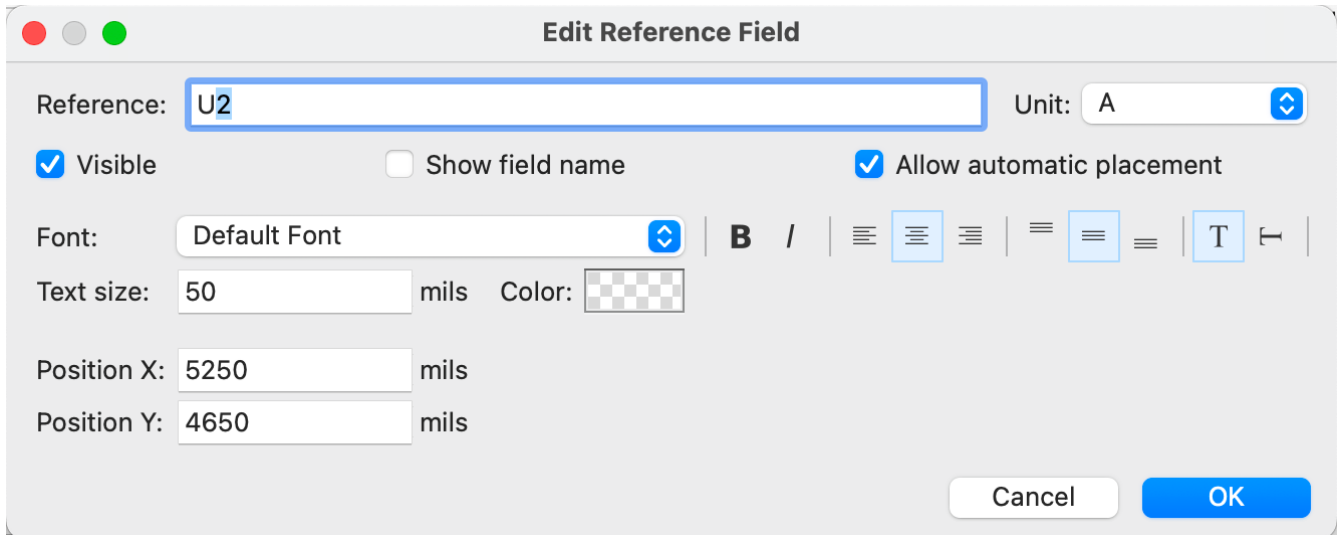 Edit Reference Field
Reference: U2 Unit: A
Visible Show field name Allow automatic placement
Font: Default Font B I T T
Text size: 50 mils Color:
Position X: 5250 mils
Position Y: 4650 mils
Cancel OK